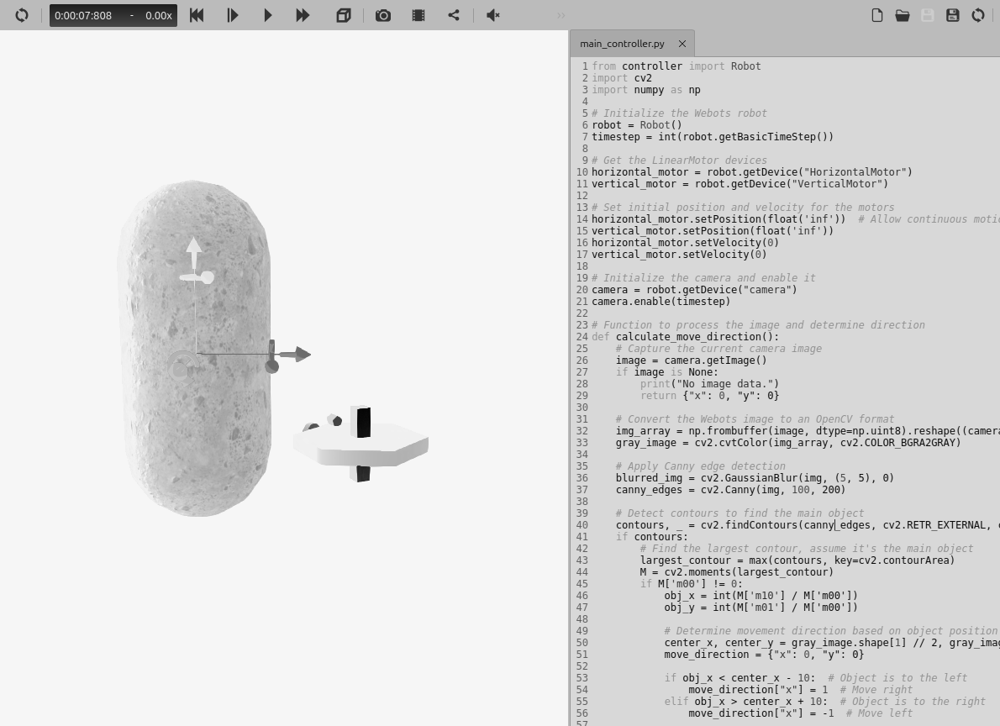 0:00:07:808 - 0.00x
main_controller.py
1 from controller import Robot
2 import cv2
3 import numpy as np
4
5 # Initialize the Webots robot
6 robot = Robot()
7 timestep = int(robot.getBasicTimeStep())
8
9 # Get the LinearMotor devices
10 horizontal_motor = robot.getDevice("HorizontalMotor")
11 vertical_motor = robot.getDevice("VerticalMotor")
12
13 # Set initial position and velocity for the motors
14 horizontal_motor.setPosition(float('inf'))  # Allow continuous
15 vertical_motor.setPosition(float('inf'))
16 horizontal_motor.setVelocity(0)
17 vertical_motor.setVelocity(0)
18
19 # Initialize the camera and enable it
20 camera = robot.getDevice("camera")
21 camera.enable(timestep)
22
23 # Function to process the image and determine direction
24 def calculate_move_direction():
25     # Capture the current camera image
26     image = camera.getImage()
27     if image is None:
28         print("No image data.")
29         return {"x": 0, "y": 0}
30
31     # Convert the Webots image to an OpenCV format
32     img_array = np.frombuffer(image, dtype=np.uint8).reshape((camera
33     gray_image = cv2.cvtColor(img_array, cv2.COLOR_BGRA2GRAY)
34
35     # Apply Canny edge detection
36     blurred_img = cv2.GaussianBlur(img, (5, 5), 0)
37     canny_edges = cv2.Canny(img, 100, 200)
38
39     # Detect contours to find the main object
40     contours, _ = cv2.findContours(canny_edges, cv2.RETR_EXTERNAL,
41     if contours:
42         # Find the largest contour, assume it's the main object
43         largest_contour = max(contours, key=cv2.contourArea)
44         M = cv2.moments(largest_contour)
45         if M['m00'] != 0:
46             obj_x = int(M['m10'] / M['m00'])
47             obj_y = int(M['m01'] / M['m00'])
48
49             # Determine movement direction based on object position
50             center_x, center_y = gray_image.shape[1] // 2, gray_imag
51             move_direction = {"x": 0, "y": 0}
52
53             if obj_x < center_x - 10:  # Object is to the left
54                 move_direction["x"] = 1  # Move right
55             elif obj_x > center_x + 10:  # Object is to the right
56                 move_direction["x"] = -1  # Move left
57